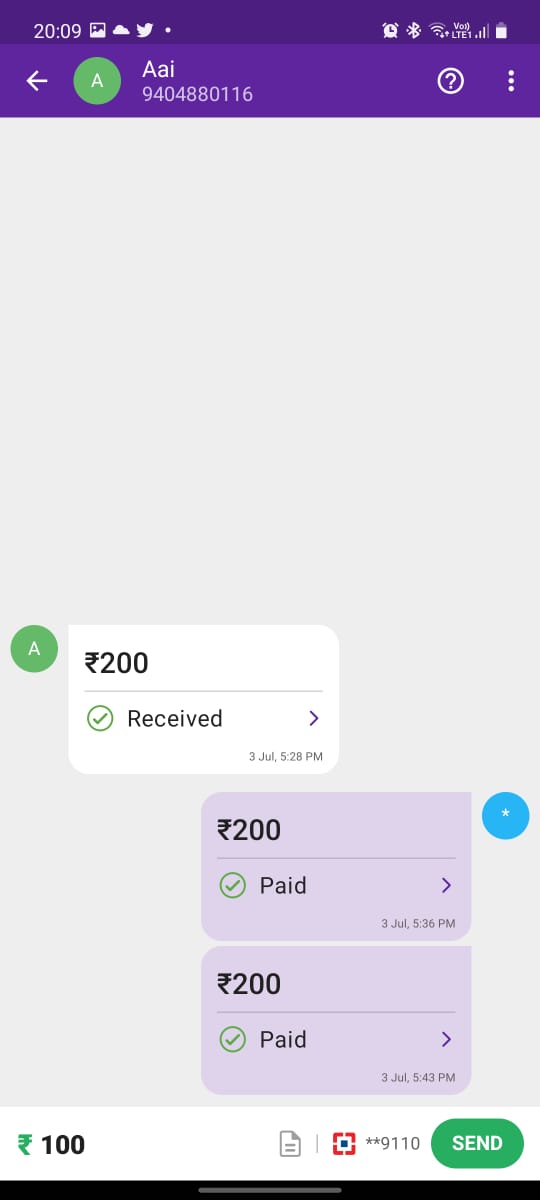 20:09
Vo))
LTE1
A
Aai
9404880116
?
A
₹200
Received
3 Jul, 5:28 PM
*
₹200
Paid
3 Jul, 5:36 PM
₹200
Paid
3 Jul, 5:43 PM
₹ 100
**9110
SEND